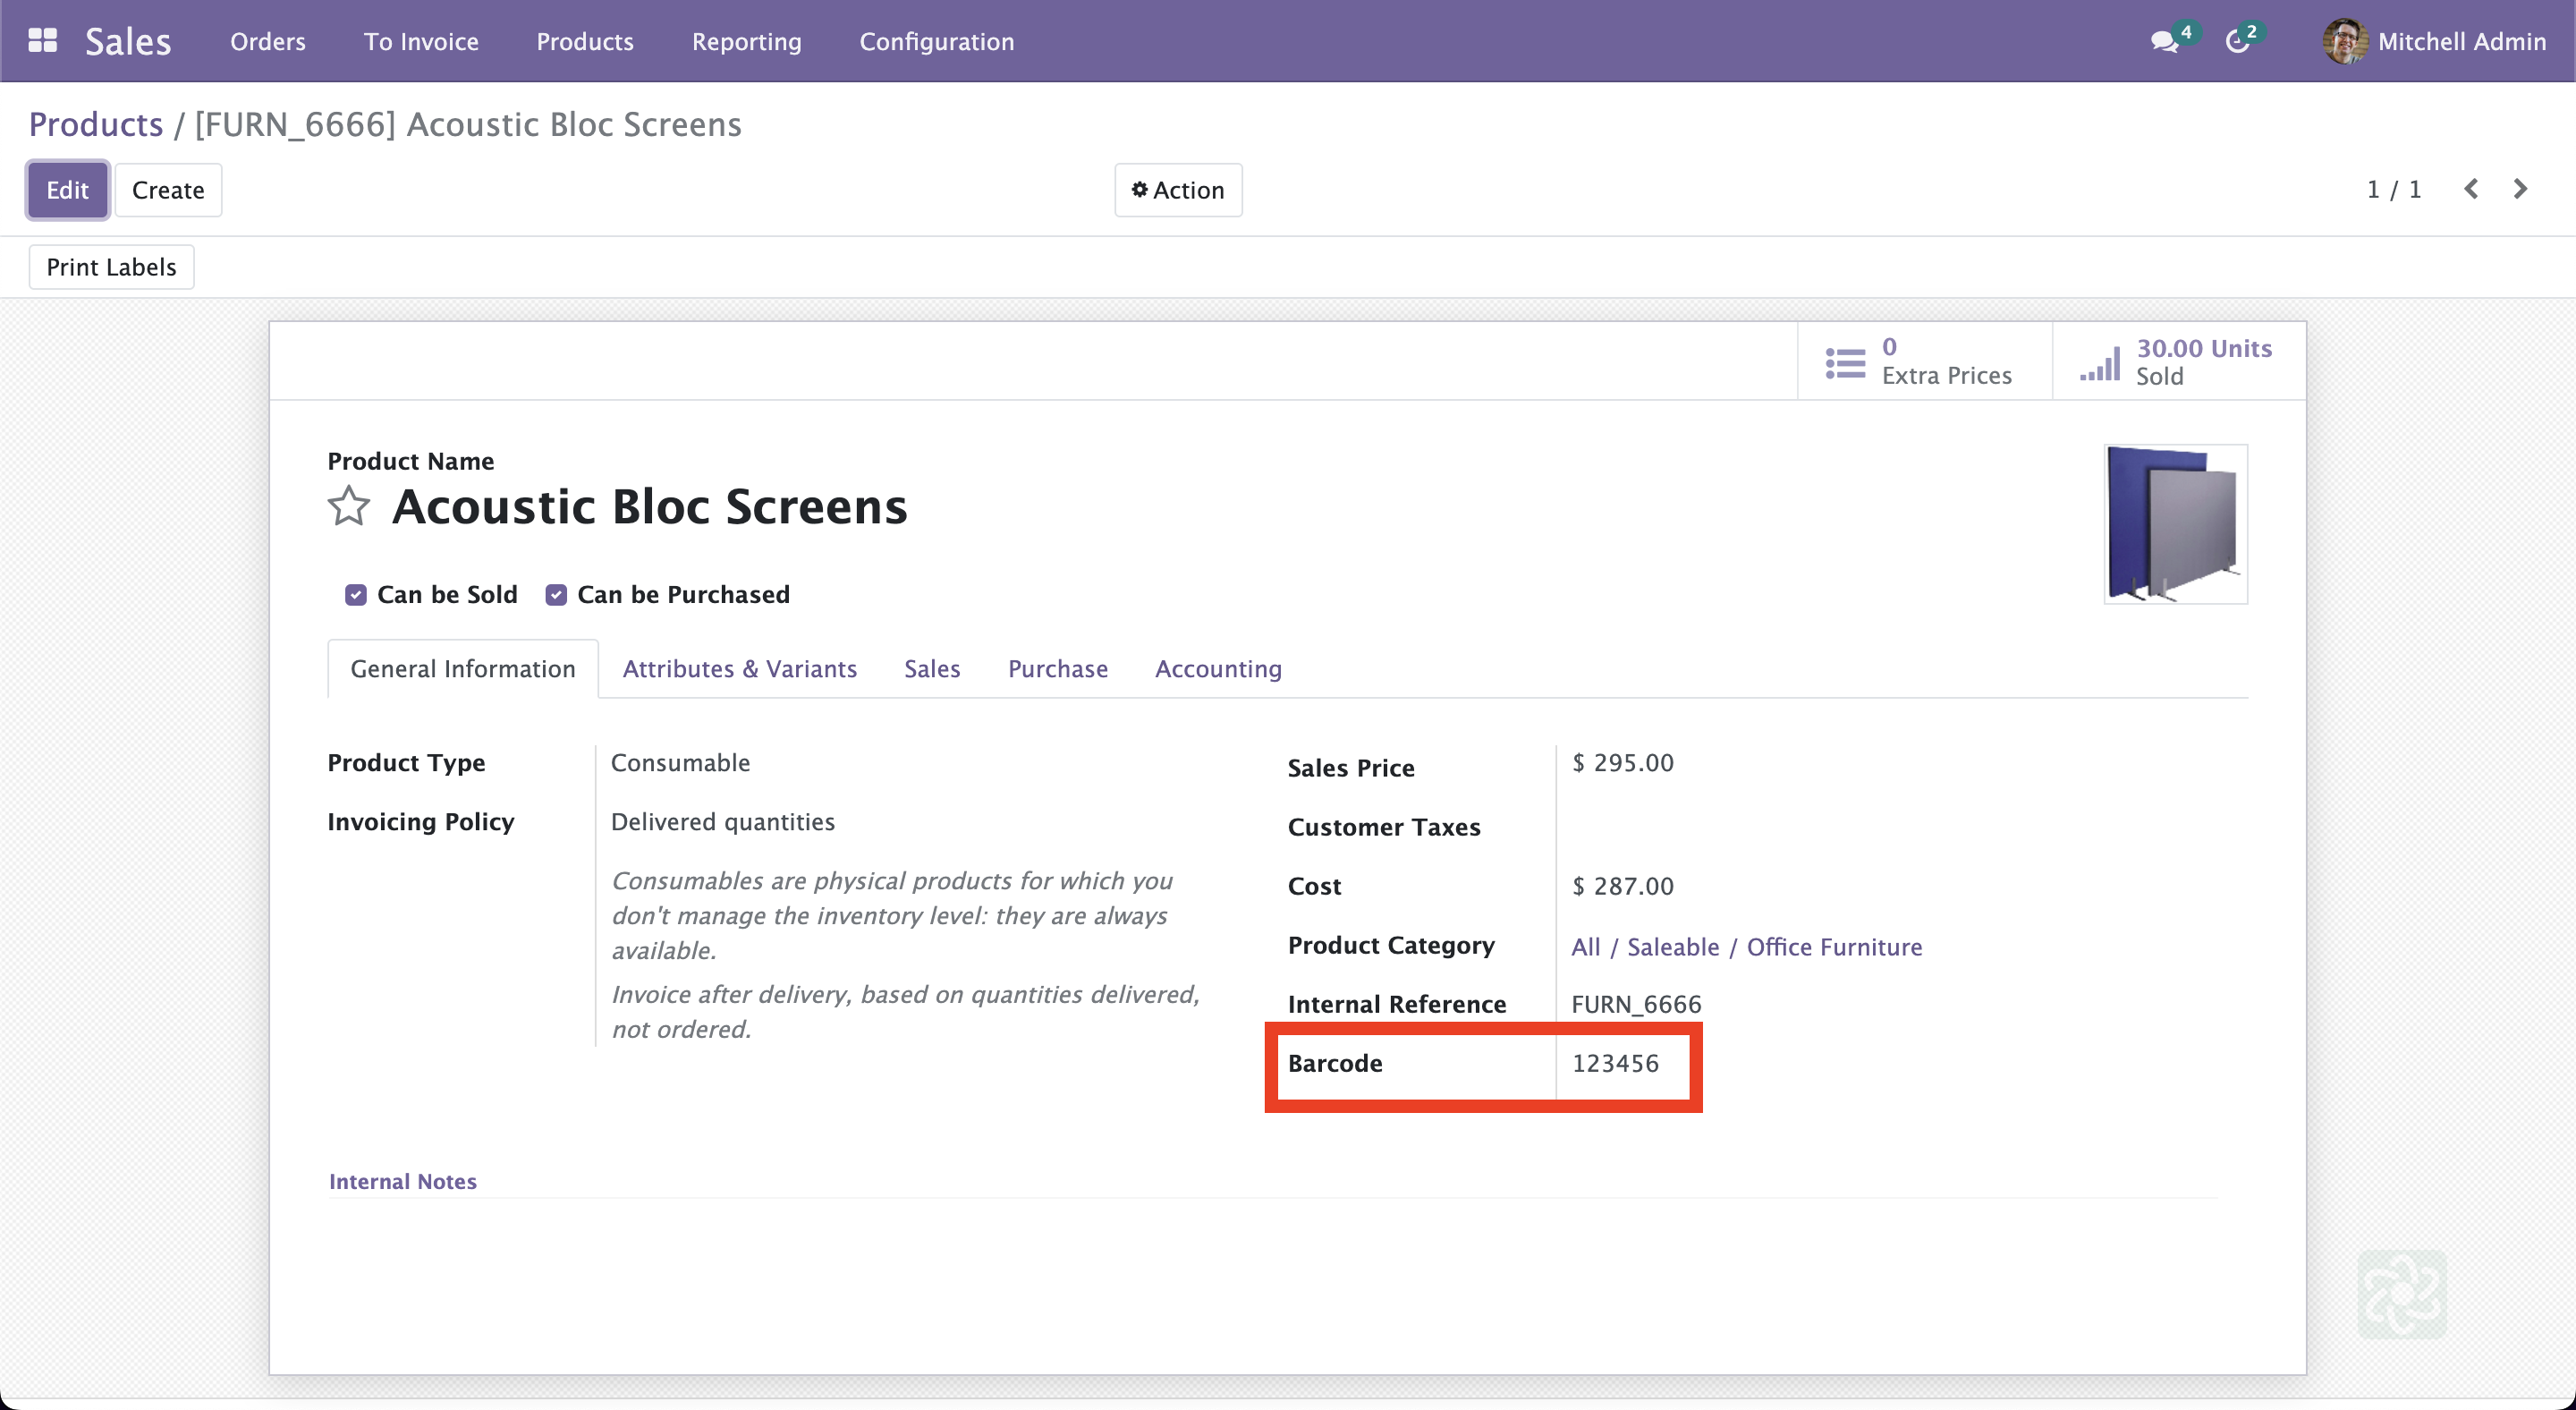 Sales Orders To Invoice Products Reporting Configuration 4 2 Mitchell Admin
Products / [FURN_6666] Acoustic Bloc Screens
Edit Create Action 1 / 1
Print Labels
0
Extra Prices
30.00 Units
Sold
Product Name
Acoustic Bloc Screens
Can be Sold Can be Purchased
General Information Attributes & Variants Sales Purchase Accounting
Product Type Consumable
Invoicing Policy Delivered quantities
Consumables are physical products for which you
don't manage the inventory level: they are always
available.
Invoice after delivery, based on quantities delivered,
not ordered.
Sales Price $ 295.00
Customer Taxes
Cost $ 287.00
Product Category All / Saleable / Office Furniture
Internal Reference FURN_6666
Barcode 123456
Internal Notes